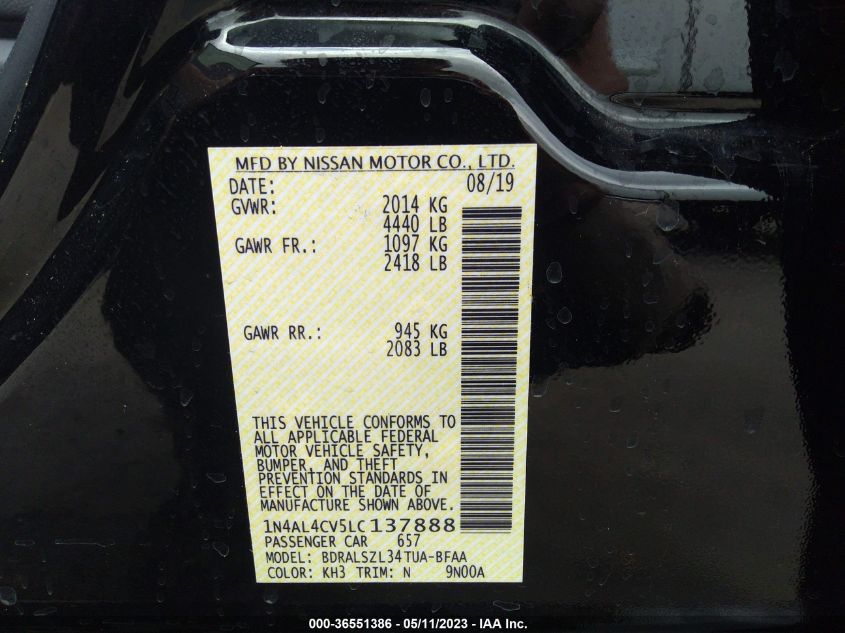 MFD BY NISSAN MOTOR CO., LTD.
DATE: 08/19
GVWR: 2014 KG
4440 LB
GAWR FR.: 1097 KG
2418 LB
GAWR RR.: 945 KG
2083 LB
THIS VEHICLE CONFORMS TO
ALL APPLICABLE FEDERAL
MOTOR VEHICLE SAFETY,
BUMPER, AND THEFT
PREVENTION STANDARDS IN
EFFECT ON THE DATE OF
MANUFACTURE SHOWN ABOVE.
1N4AL4CV5LC137888
PASSENGER CAR 657
MODEL: BDRALSZL34TUA-BFAA
COLOR: KH3 TRIM: N 9N00A
000-36551386 - 05/11/2023 - IAA Inc.